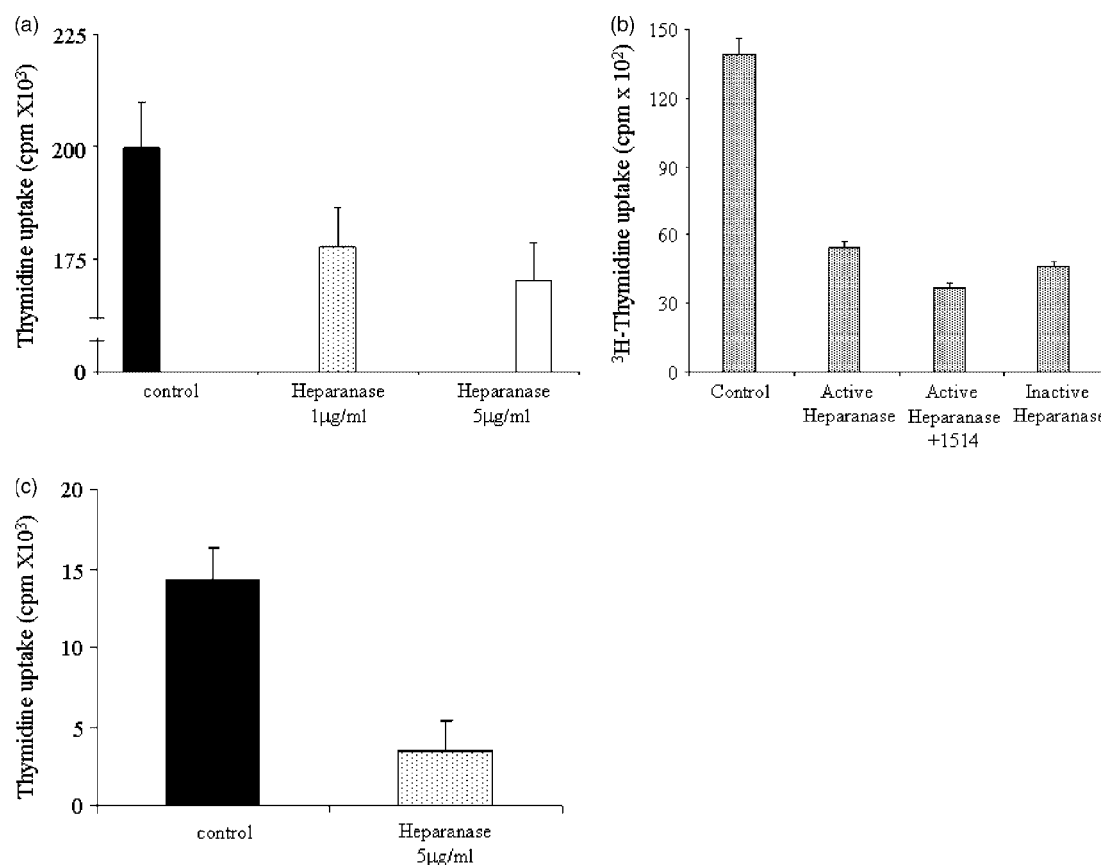 (a)
225
200
175
0
Thymidine uptake (cpm X10³)
control
Heparanase
1µg/ml
Heparanase
5µg/ml
(b)
150
120
90
60
30
0
³H-Thymidine uptake (cpm x 10²)
Control
Active
Heparanase
Active
Heparanase
+1514
Inactive
Heparanase
(c)
20
15
10
5
0
Thymidine uptake (cpm X10³)
control
Heparanase
5µg/ml